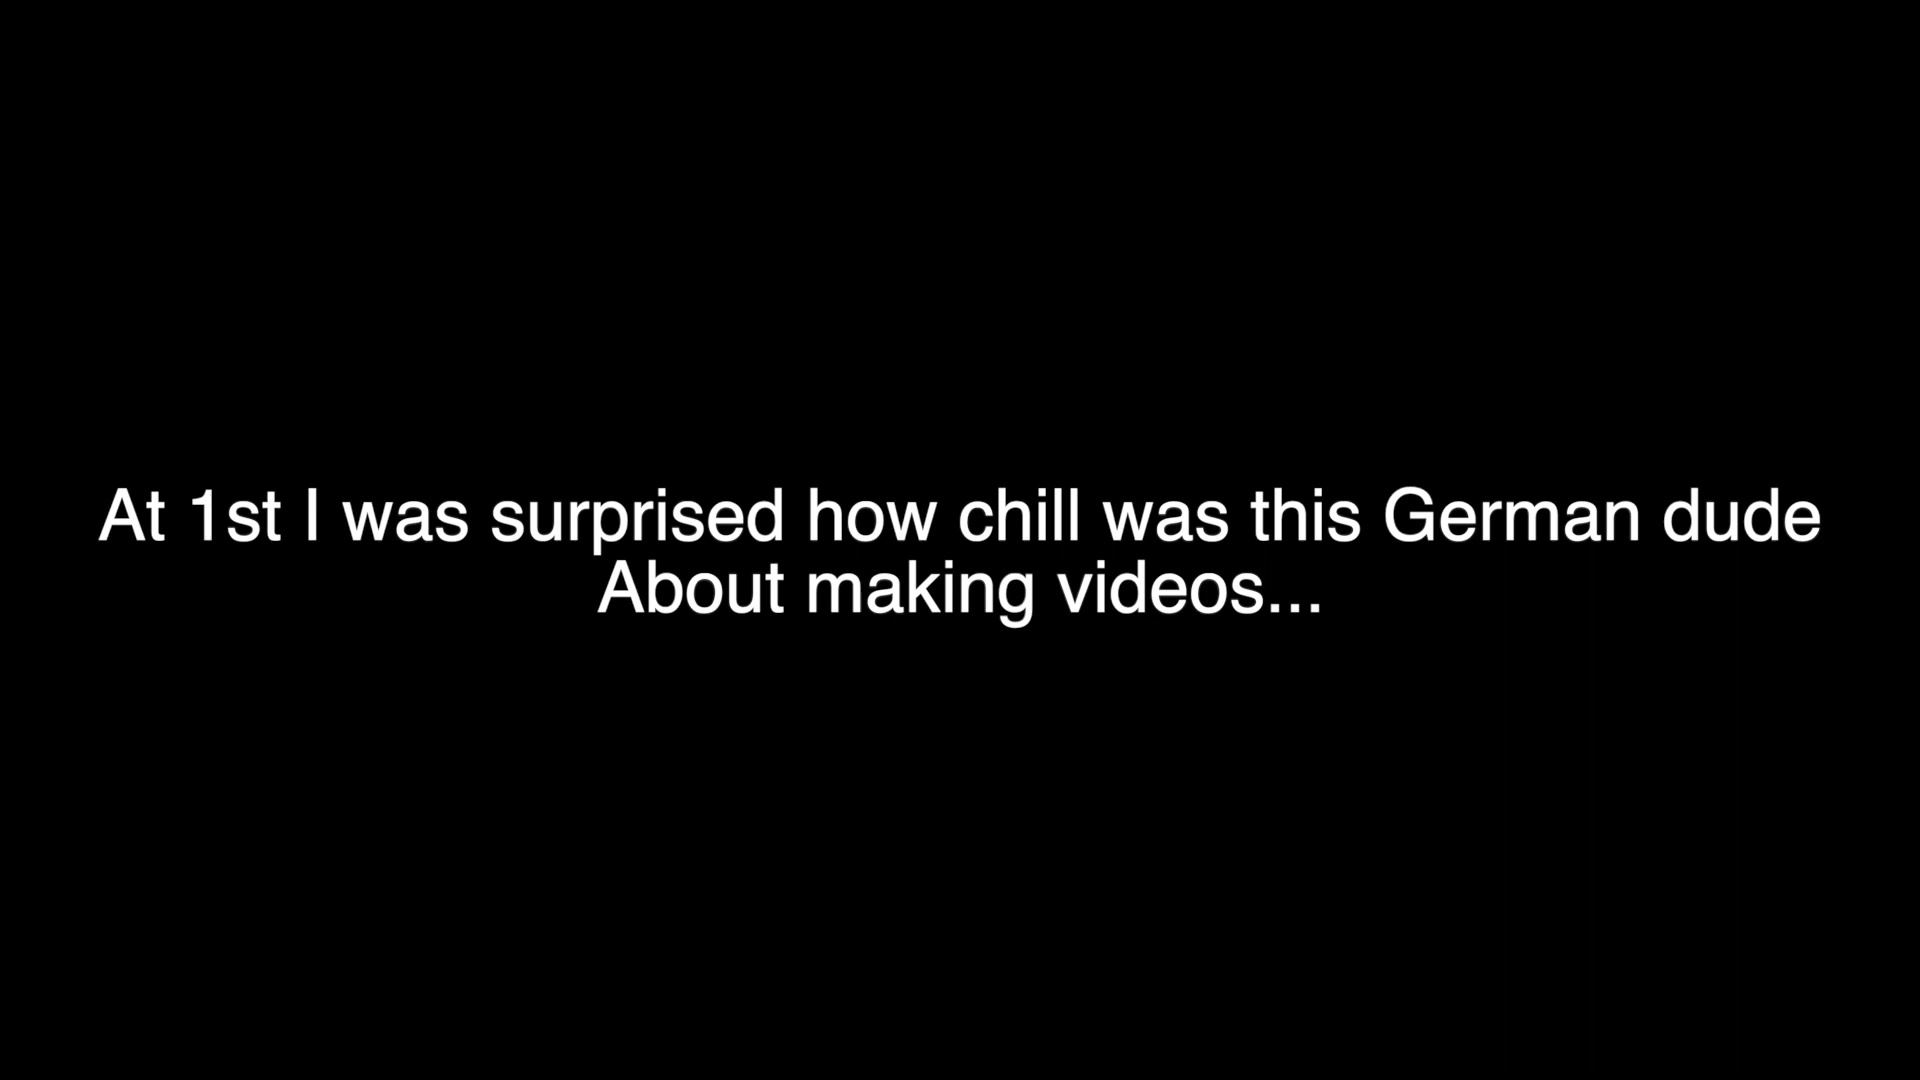 At 1st I was surprised how chill was this German dude
About making videos...